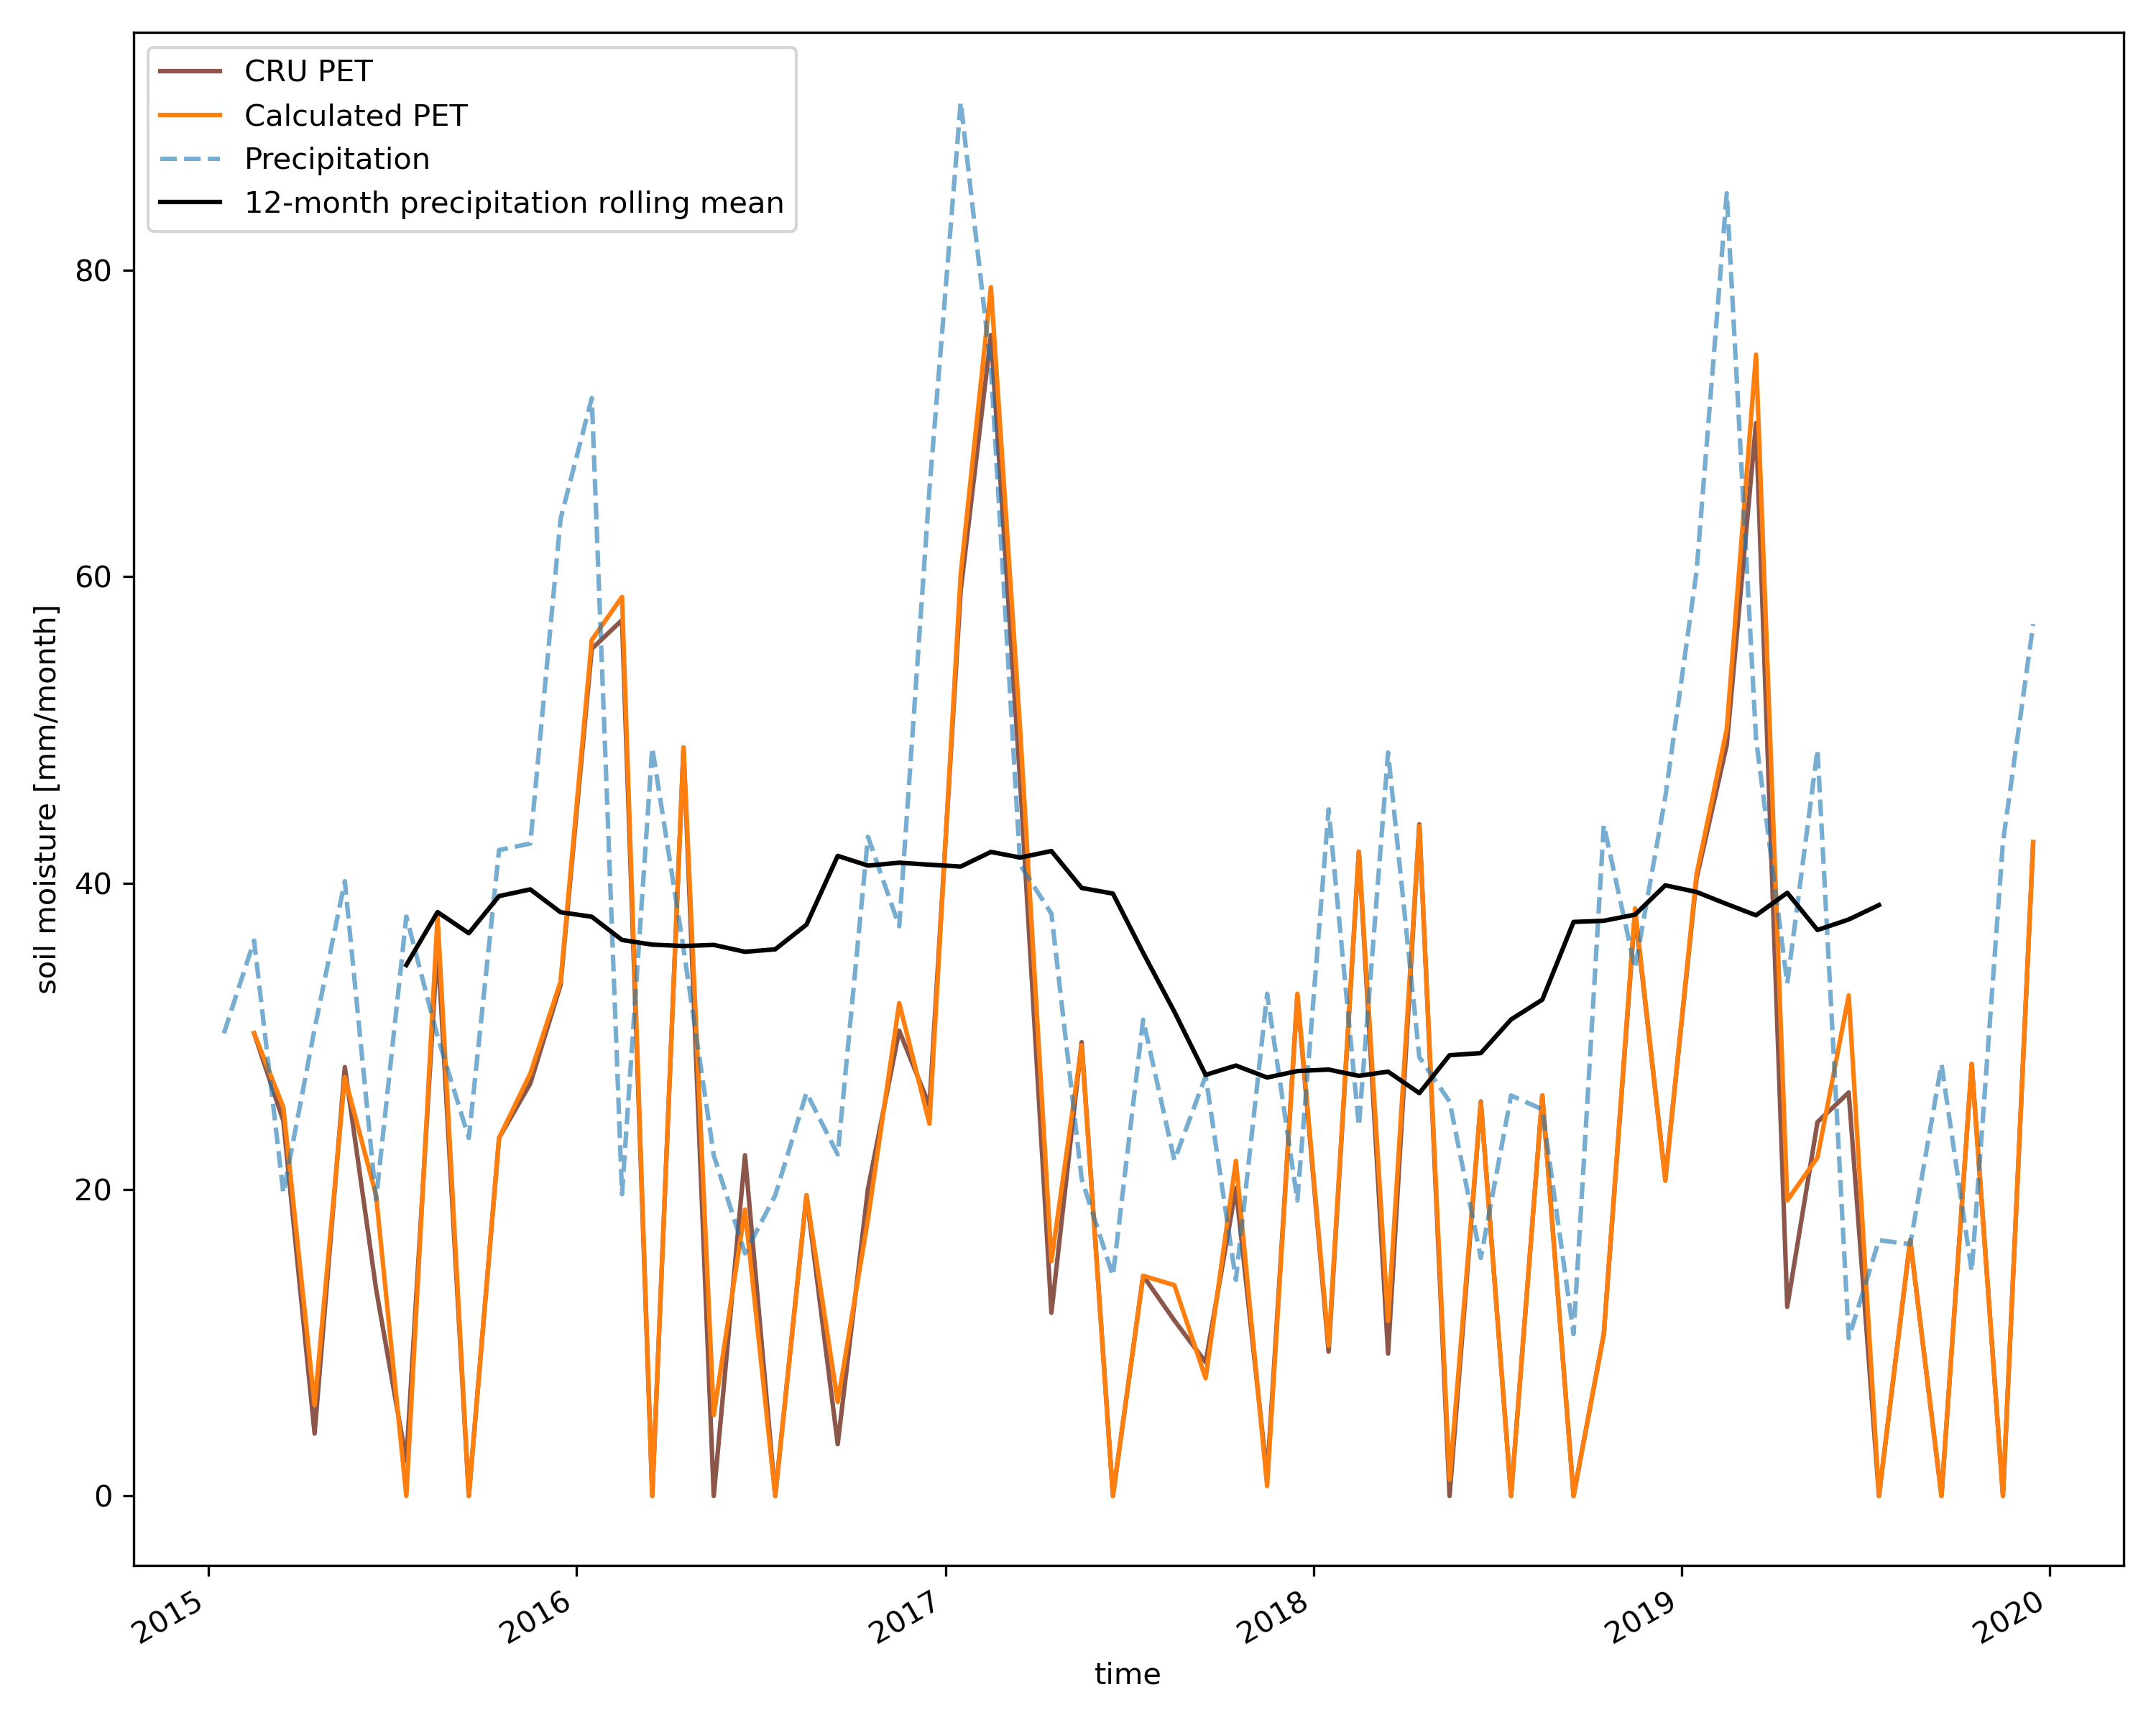 CRU PET
Calculated PET
Precipitation
12-month precipitation rolling mean
80
60
40
20
0
soil moisture [mm/month]
2015
2016
2017
2018
2019
2020
time